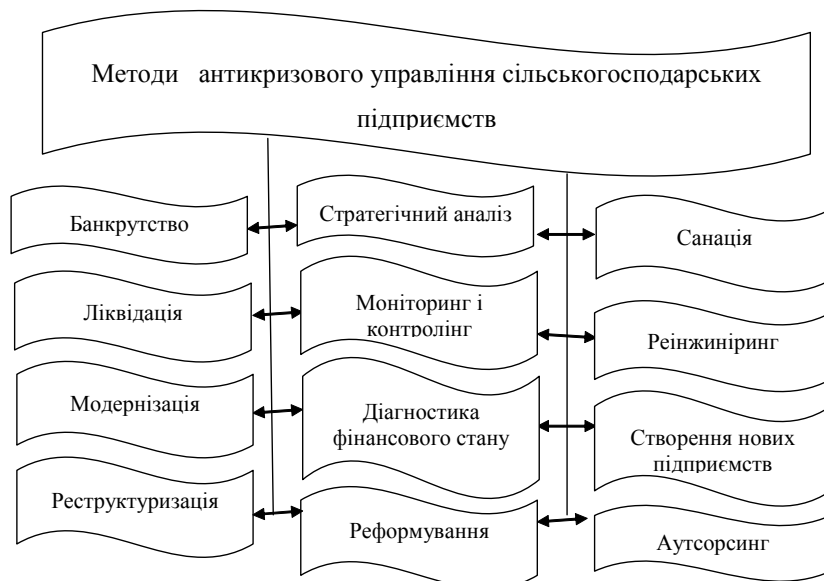 Методи антикризового управління сільськогосподарських
підприємств
Банкрутство
Стратегічний аналіз
Санація
Ліквідація
Моніторинг і
контролінг
Реінжиніринг
Модернізація
Діагностика
фінансового стану
Створення нових
підприємств
Реструктуризація
Реформування
Аутсорсинг